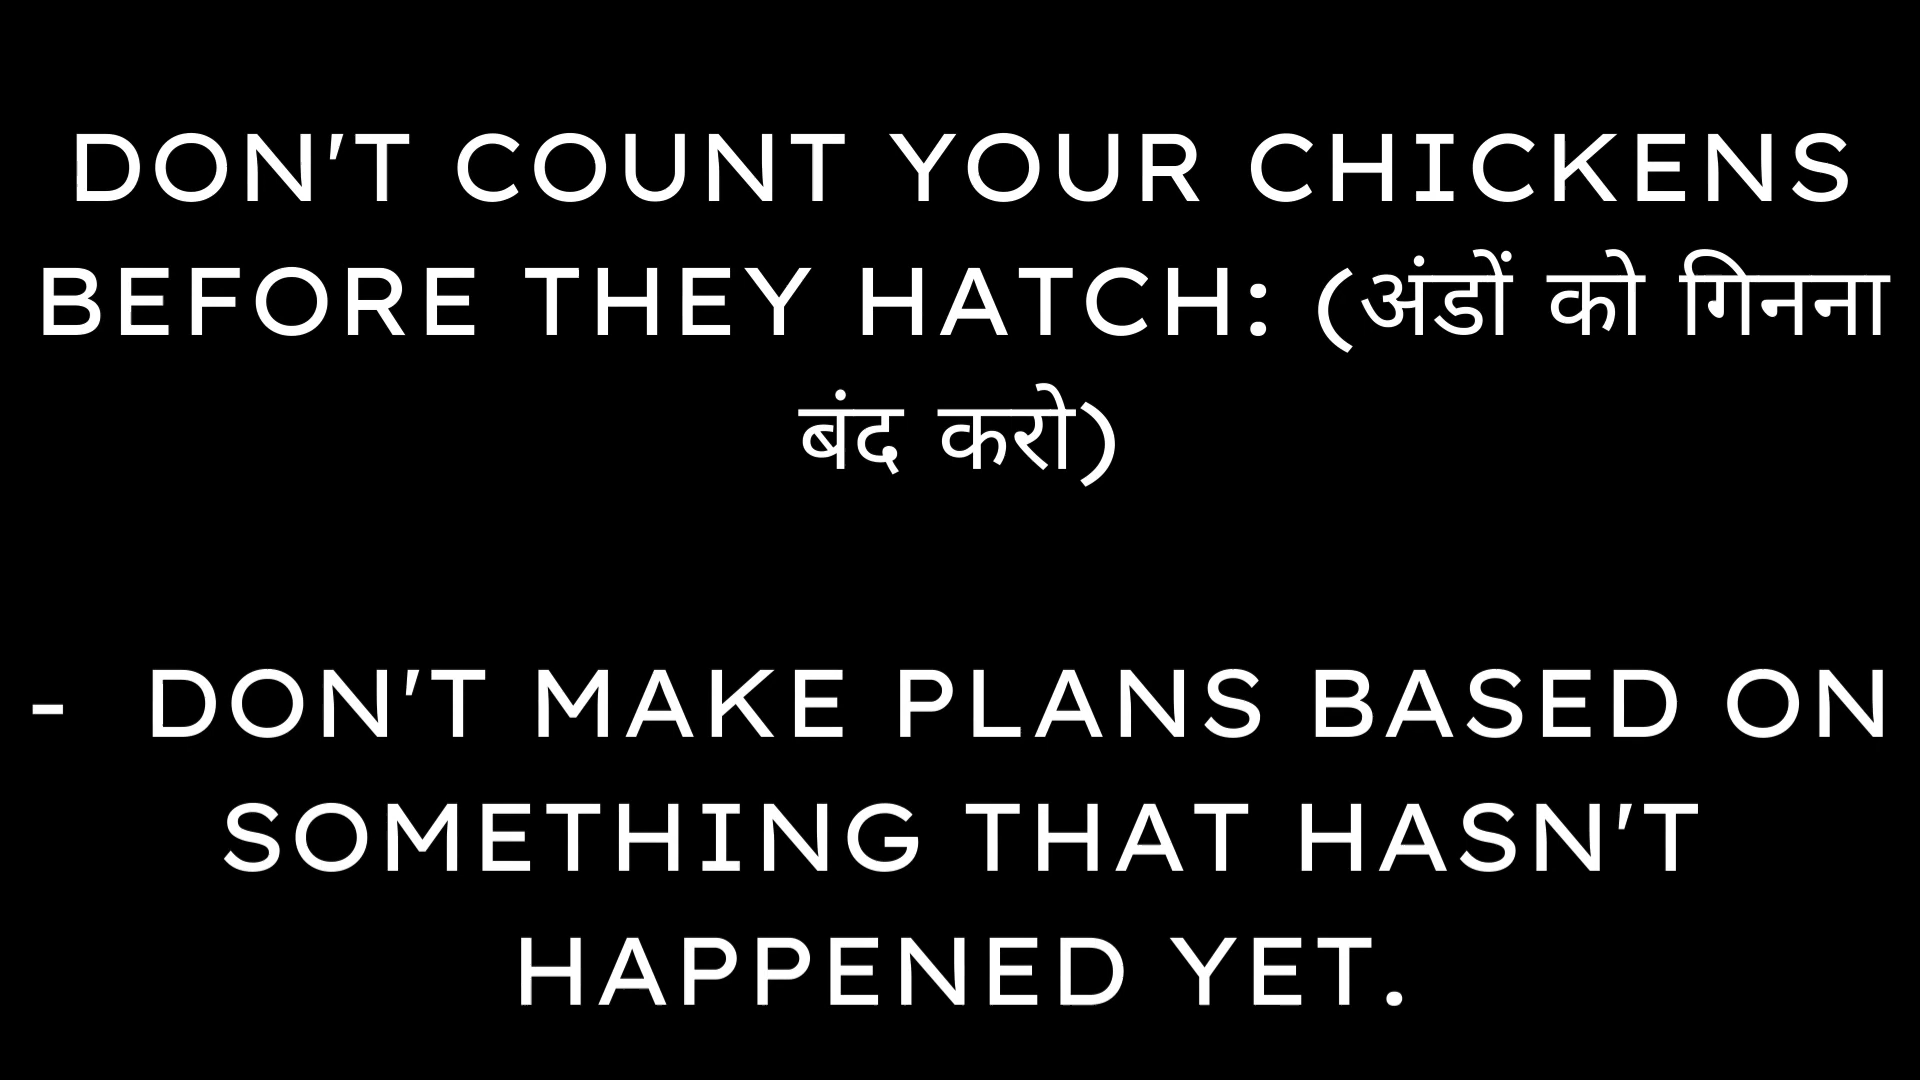 DON'T COUNT YOUR CHICKENS
BEFORE THEY HATCH: (अंडों को गिनना
बंद करो)
- DON'T MAKE PLANS BASED ON
SOMETHING THAT HASN'T
HAPPENED YET.